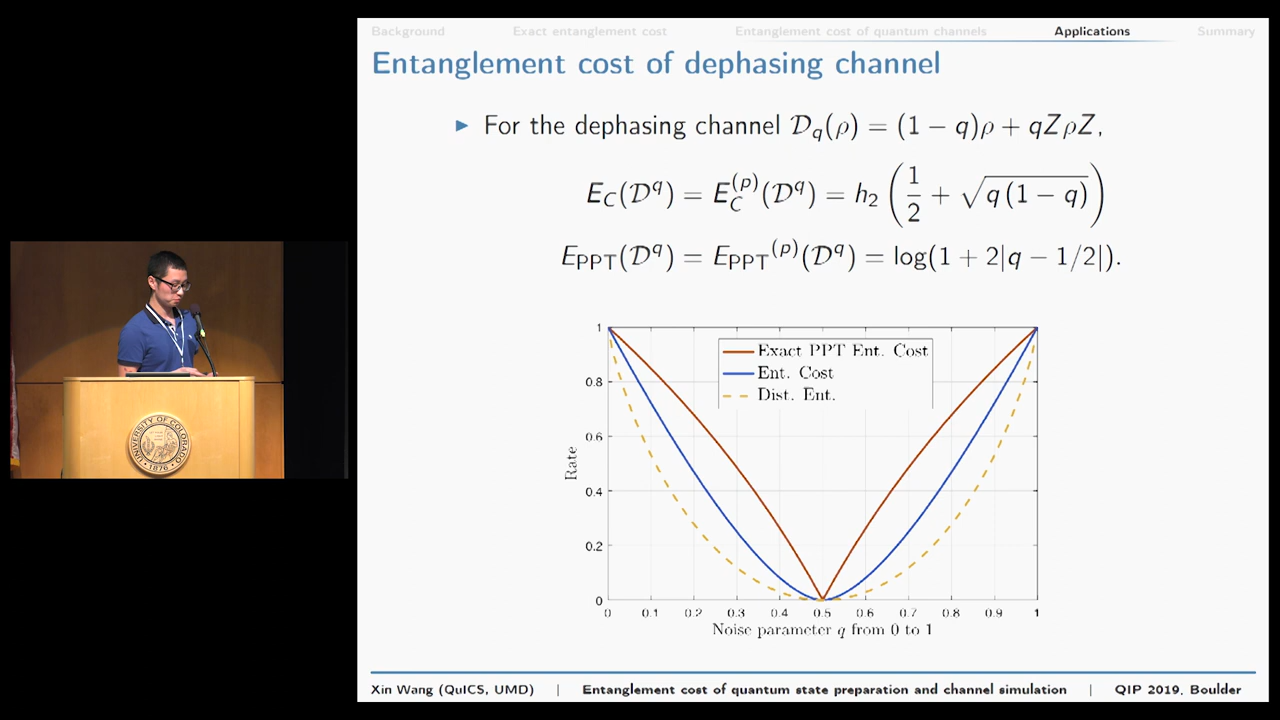 Background Exact entanglement cost Entanglement cost of quantum channels Applications Summary
Entanglement cost of dephasing channel
▶ For the dephasing channel 𝒟_q(ρ) = (1 − q)ρ + qZρZ,
E_C(𝒟^q) = E_C^{(p)}(𝒟^q) = h_2 (1/2 + √(q(1 − q)))
E_PPT(𝒟^q) = E_PPT^{(p)}(𝒟^q) = log(1 + 2|q − 1/2|).
Exact PPT Ent. Cost
Ent. Cost
Dist. Ent.
Rate
1
0.8
0.6
0.4
0.2
0
0 0.1 0.2 0.3 0.4 0.5 0.6 0.7 0.8 0.9 1
Noise parameter q from 0 to 1
UNIVERSITY OF COLORADO
1876
Xin Wang (QuICS, UMD) | Entanglement cost of quantum state preparation and channel simulation | QIP 2019, Boulder